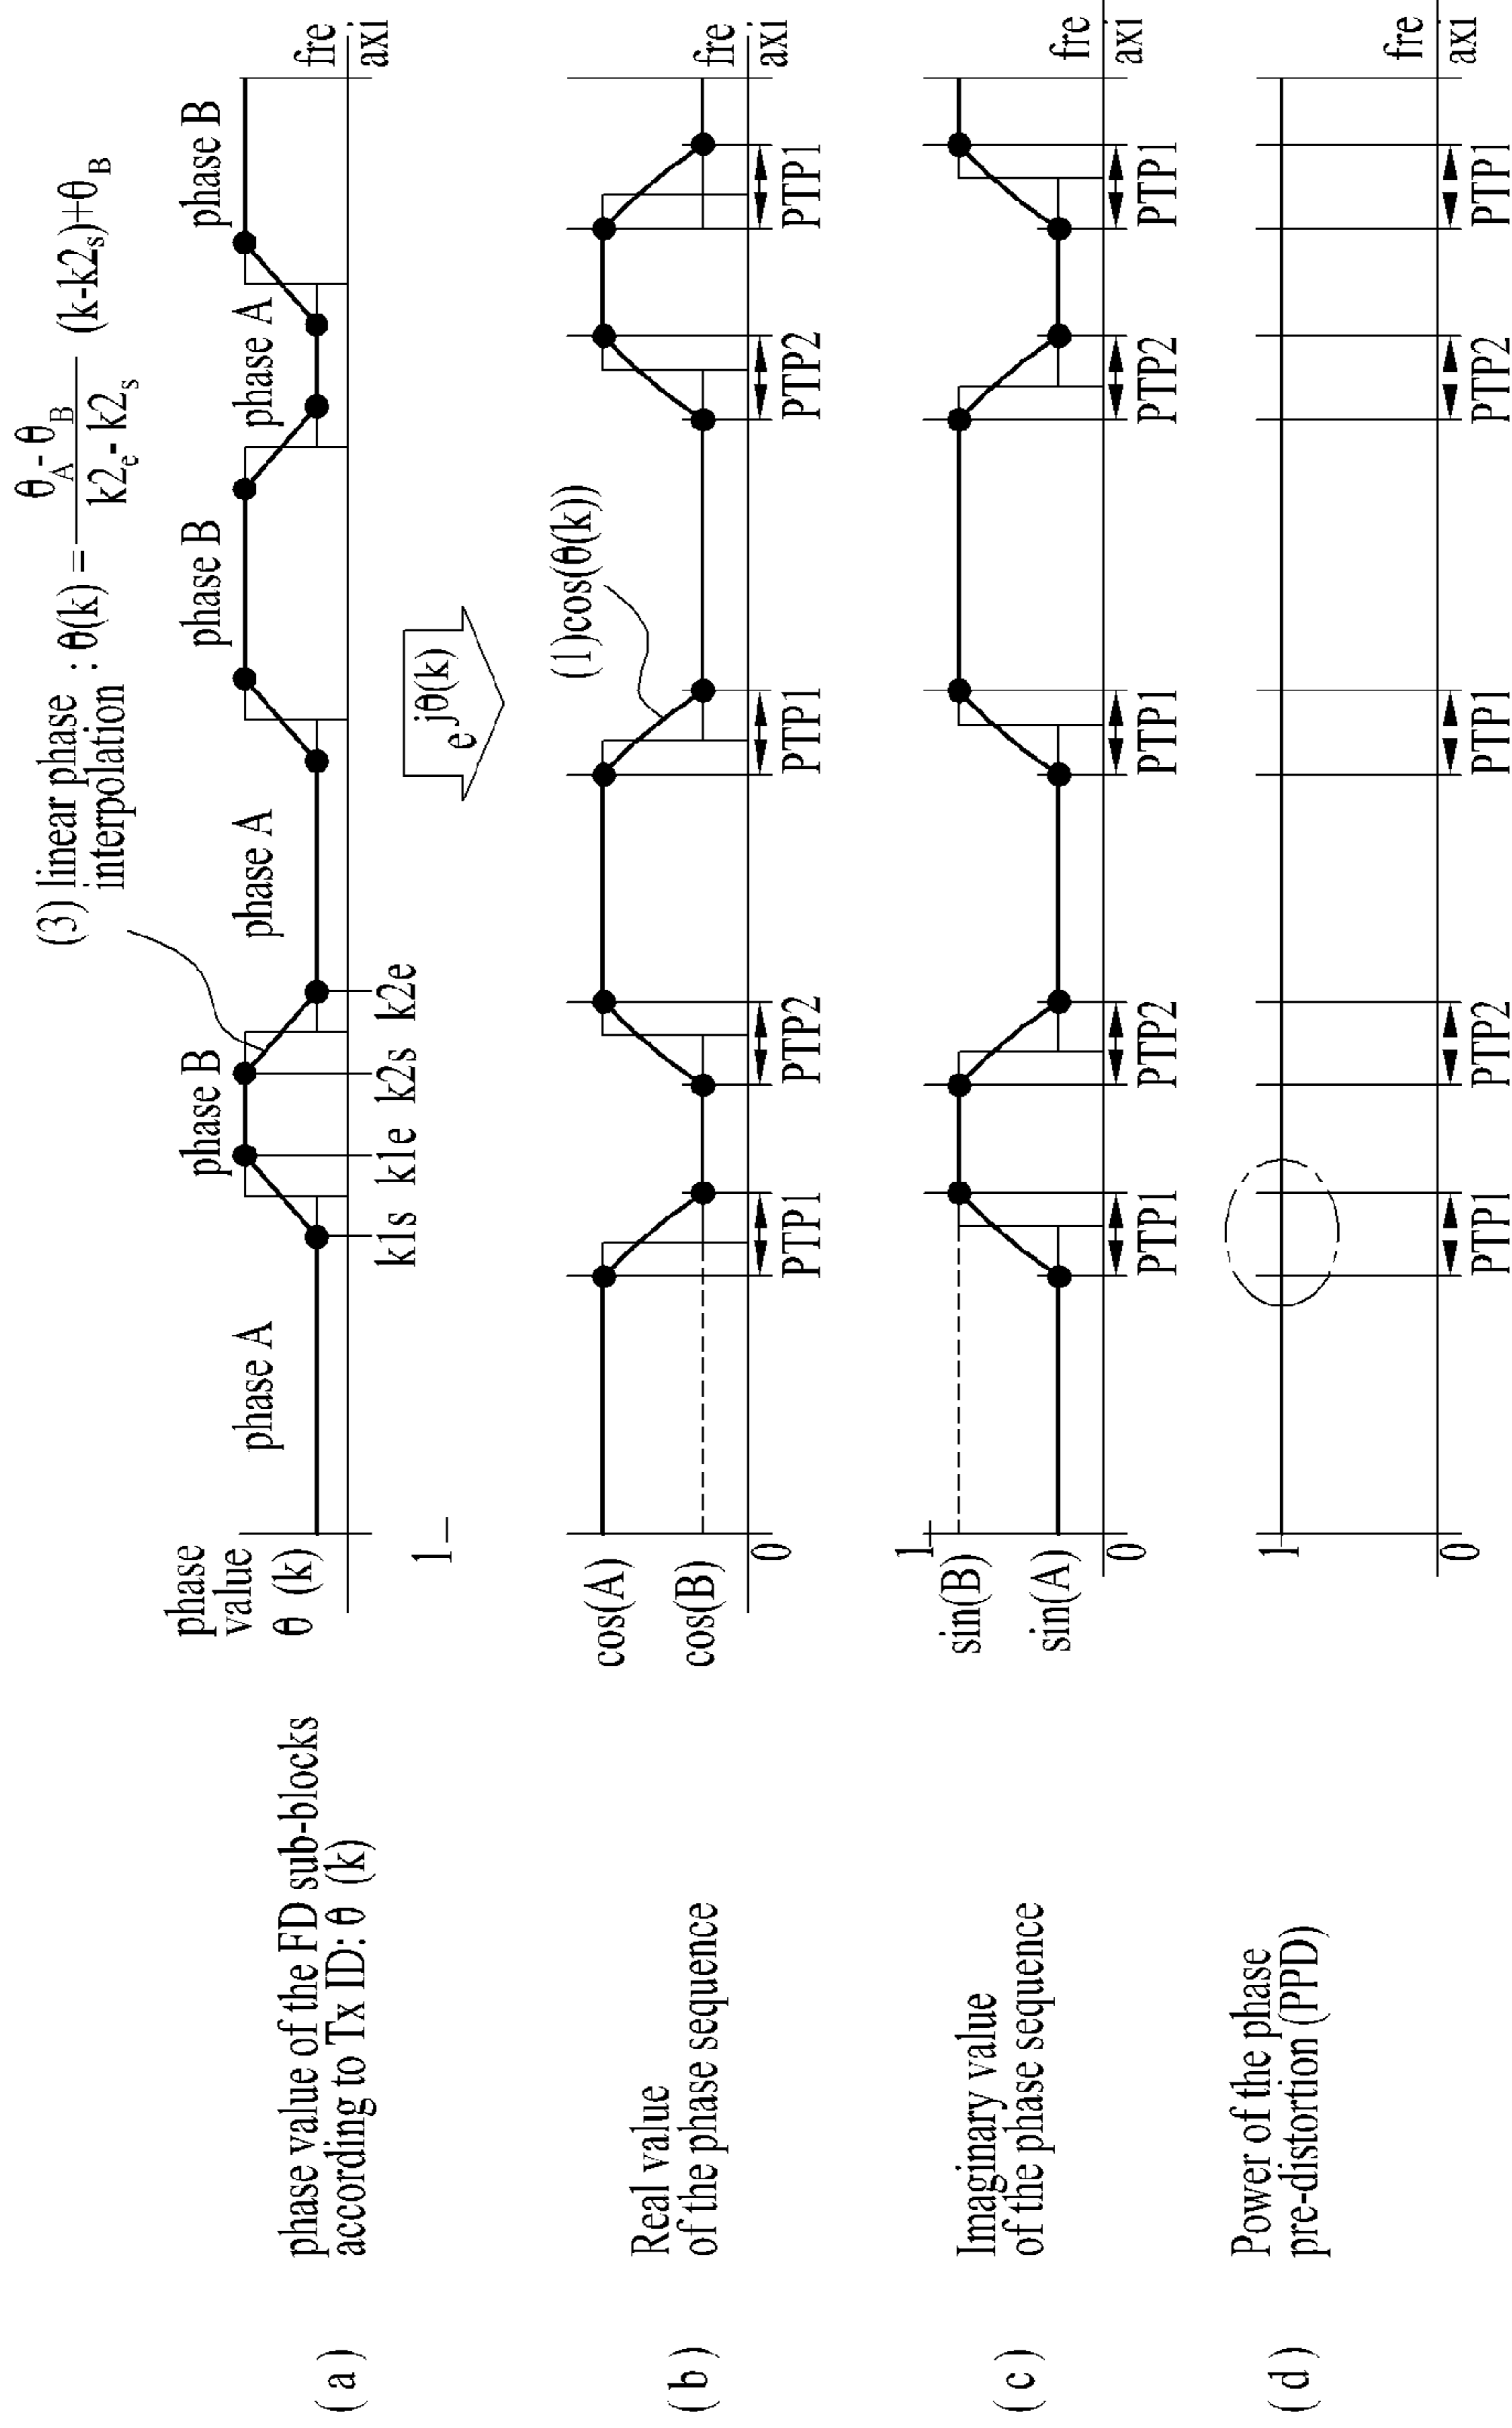 (3) linear phase interpolation : θ(k) = θA - θB / k2e - k2s (k-k2s)+θB
( a )
phase value of the FD sub-blocks
according to Tx ID: θ (k)
phase
value
θ (k)
phase A
phase B
phase A
phase B
phase A
phase B
k1s
k1e
k2s
k2e
fre
axi
e jθ(k)
( b )
Real value
of the phase sequence
1
cos(A)
cos(B)
0
(1)cos(θ(k))
PTP1
PTP2
PTP1
PTP2
PTP1
fre
axi
( c )
Imaginary value
of the phase sequence
1
sin(B)
sin(A)
0
PTP1
PTP2
PTP1
PTP2
PTP1
fre
axi
( d )
Power of the phase
pre-distortion (PPD)
1
0
PTP1
PTP2
PTP1
PTP2
PTP1
fre
axi